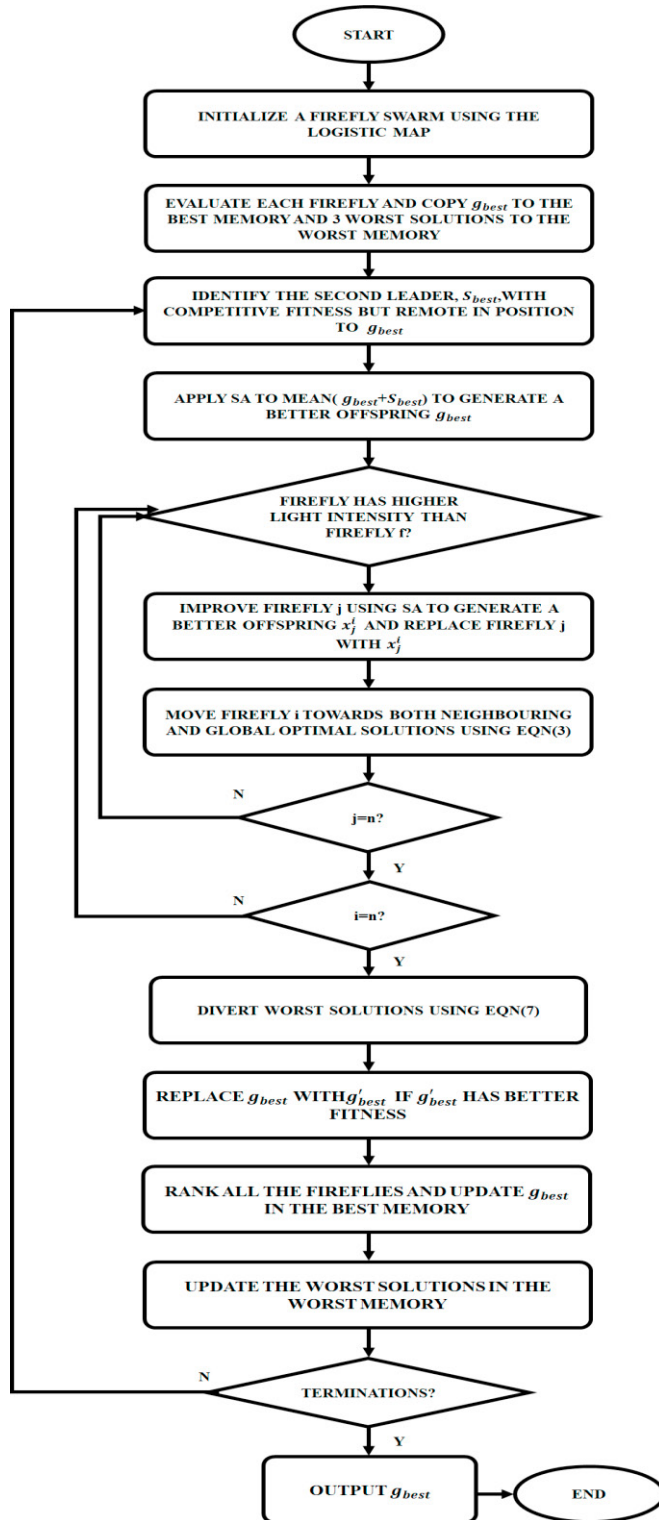 START
INITIALIZE A FIREFLY SWARM USING THE
LOGISTIC MAP
EVALUATE EACH FIREFLY AND COPY g_best TO THE
BEST MEMORY AND 3 WORST SOLUTIONS TO THE
WORST MEMORY
IDENTIFY THE SECOND LEADER, S_best,WITH
COMPETITIVE FITNESS BUT REMOTE IN POSITION
TO g_best
APPLY SA TO MEAN( g_best+S_best) TO GENERATE A
BETTER OFFSPRING g_best
FIREFLY HAS HIGHER
LIGHT INTENSITY THAN
FIREFLY f?
IMPROVE FIREFLY j USING SA TO GENERATE A
BETTER OFFSPRING x_j^i AND REPLACE FIREFLY j
WITH x_j^i
MOVE FIREFLY i TOWARDS BOTH NEIGHBOURING
AND GLOBAL OPTIMAL SOLUTIONS USING EQN(3)
N
j=n?
Y
N
i=n?
Y
DIVERT WORST SOLUTIONS USING EQN(7)
REPLACE g_best WITH g'_best IF g'_best HAS BETTER
FITNESS
RANK ALL THE FIREFLIES AND UPDATE g_best
IN THE BEST MEMORY
UPDATE THE WORST SOLUTIONS IN THE
WORST MEMORY
N
TERMINATIONS?
Y
OUTPUT g_best
END